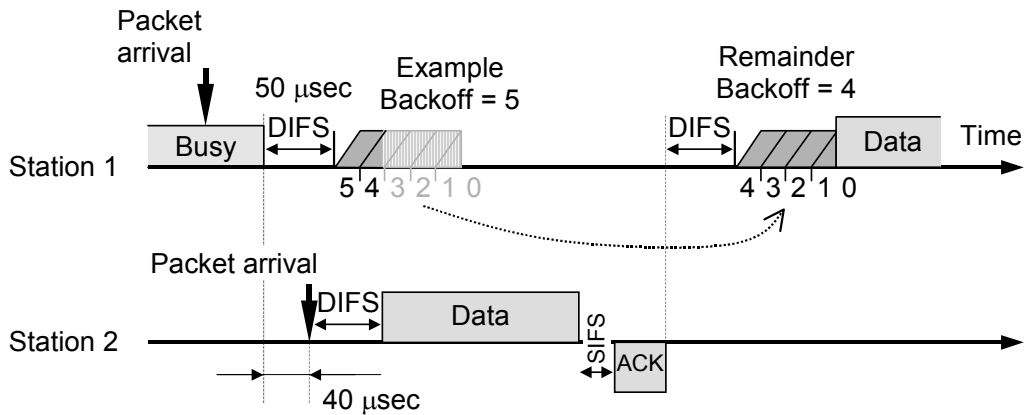 Packet
arrival
50 μsec
Example
Backoff = 5
Remainder
Backoff = 4
DIFS
DIFS
Busy
Data
Time
Station 1
5 4 3 2 1 0
4 3 2 1 0
Packet arrival
DIFS
Data
SIFS
ACK
Station 2
40 μsec